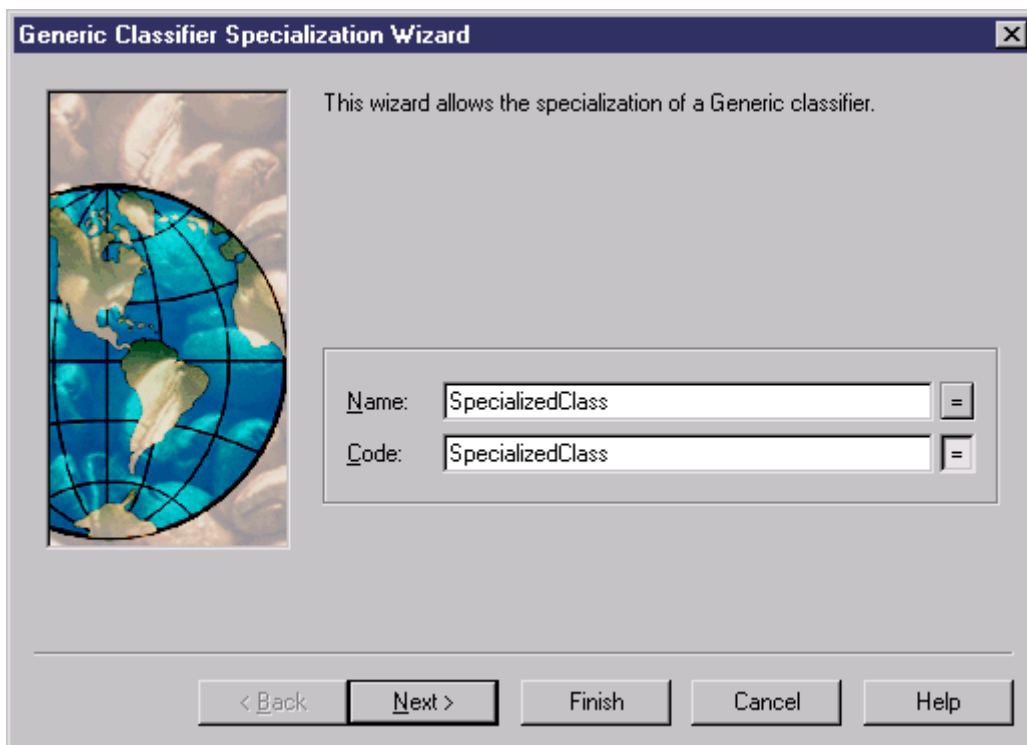 Generic Classifier Specialization Wizard
This wizard allows the specialization of a Generic classifier.
Name: SpecializedClass =
Code: SpecializedClass =
< Back Next > Finish Cancel Help